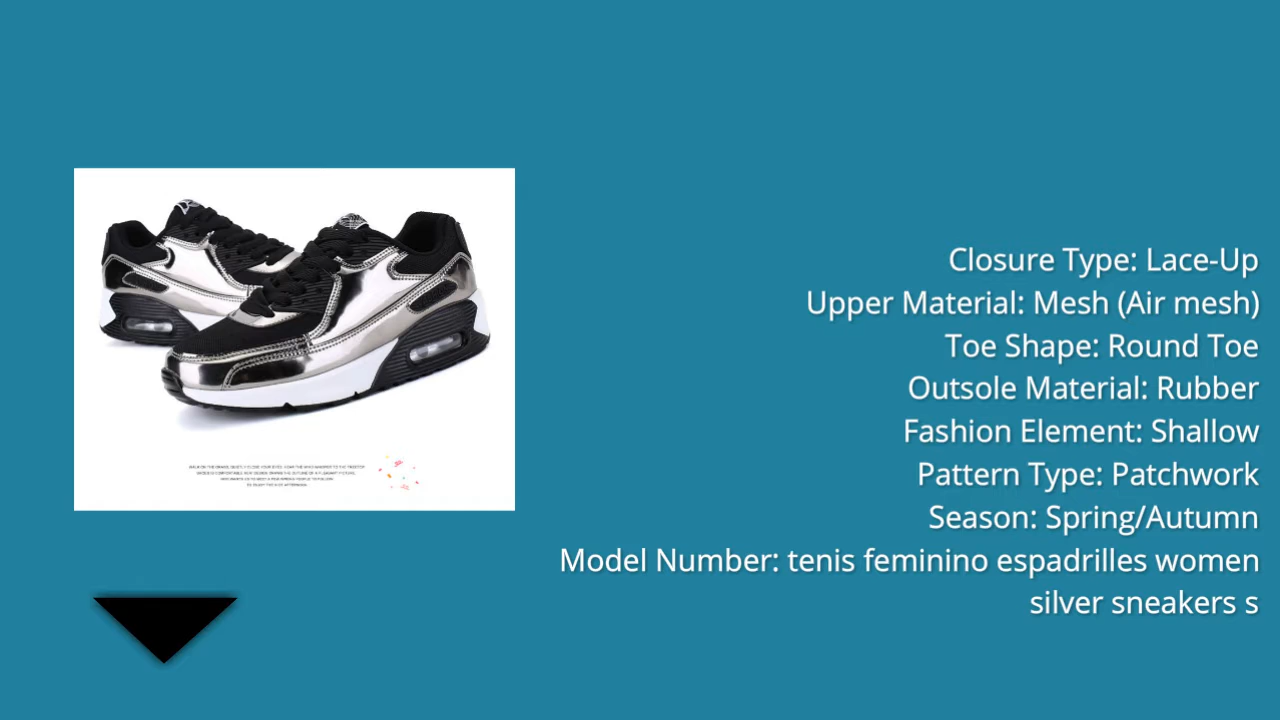 Closure Type: Lace-Up
Upper Material: Mesh (Air mesh)
Toe Shape: Round Toe
Outsole Material: Rubber
Fashion Element: Shallow
Pattern Type: Patchwork
Season: Spring/Autumn
Model Number: tenis feminino espadrilles women
silver sneakers s